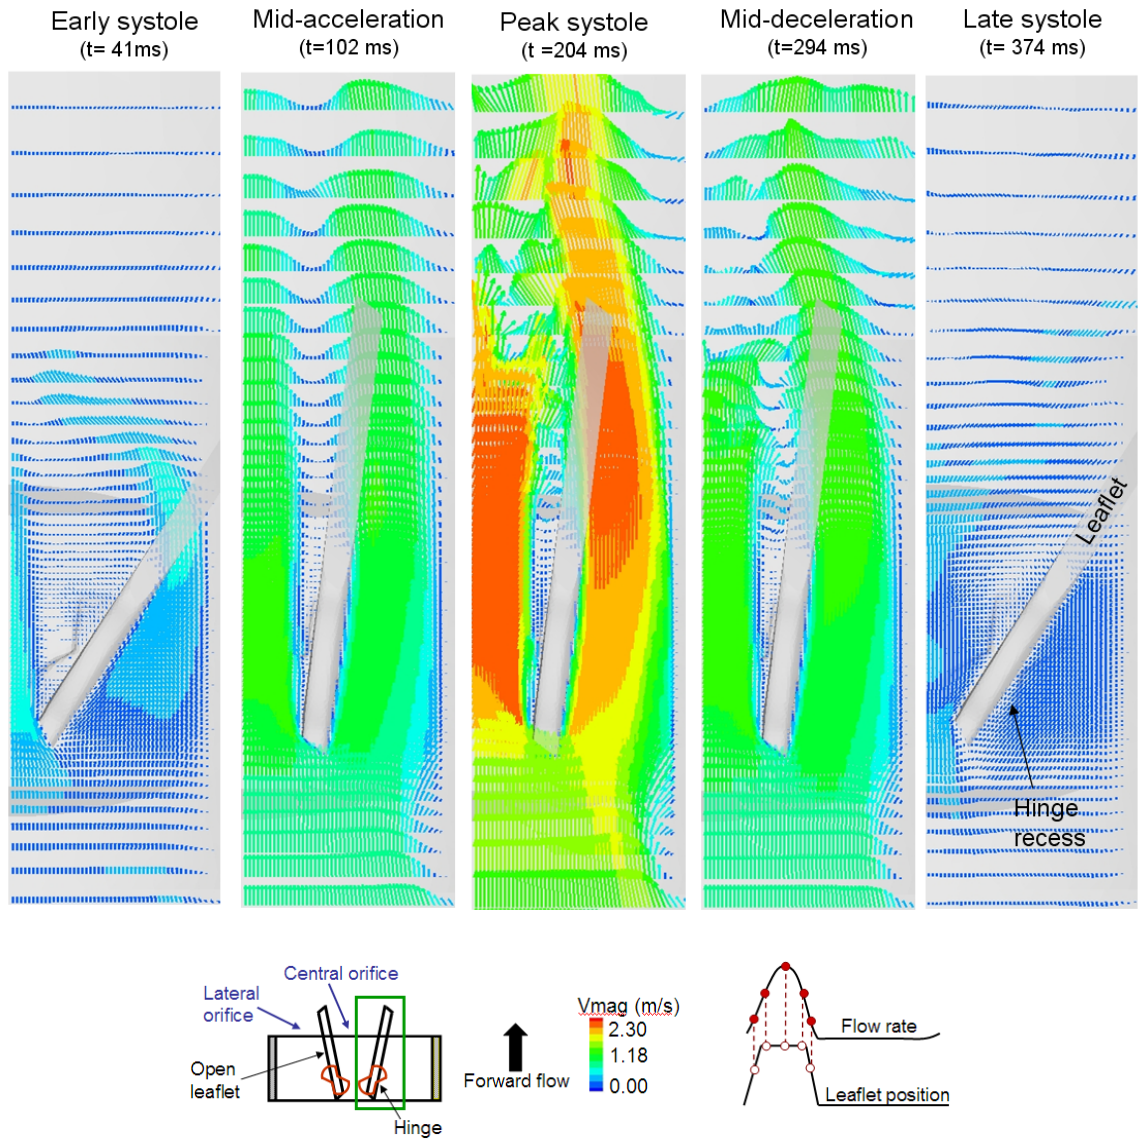 Early systole
(t= 41ms)
Mid-acceleration
(t=102 ms)
Peak systole
(t =204 ms)
Mid-deceleration
(t=294 ms)
Late systole
(t= 374 ms)
Leaflet
Hinge
recess
Central orifice
Lateral
orifice
Open
leaflet
Hinge
Forward flow
Vmag (m/s)
2.30
1.18
0.00
Flow rate
Leaflet position